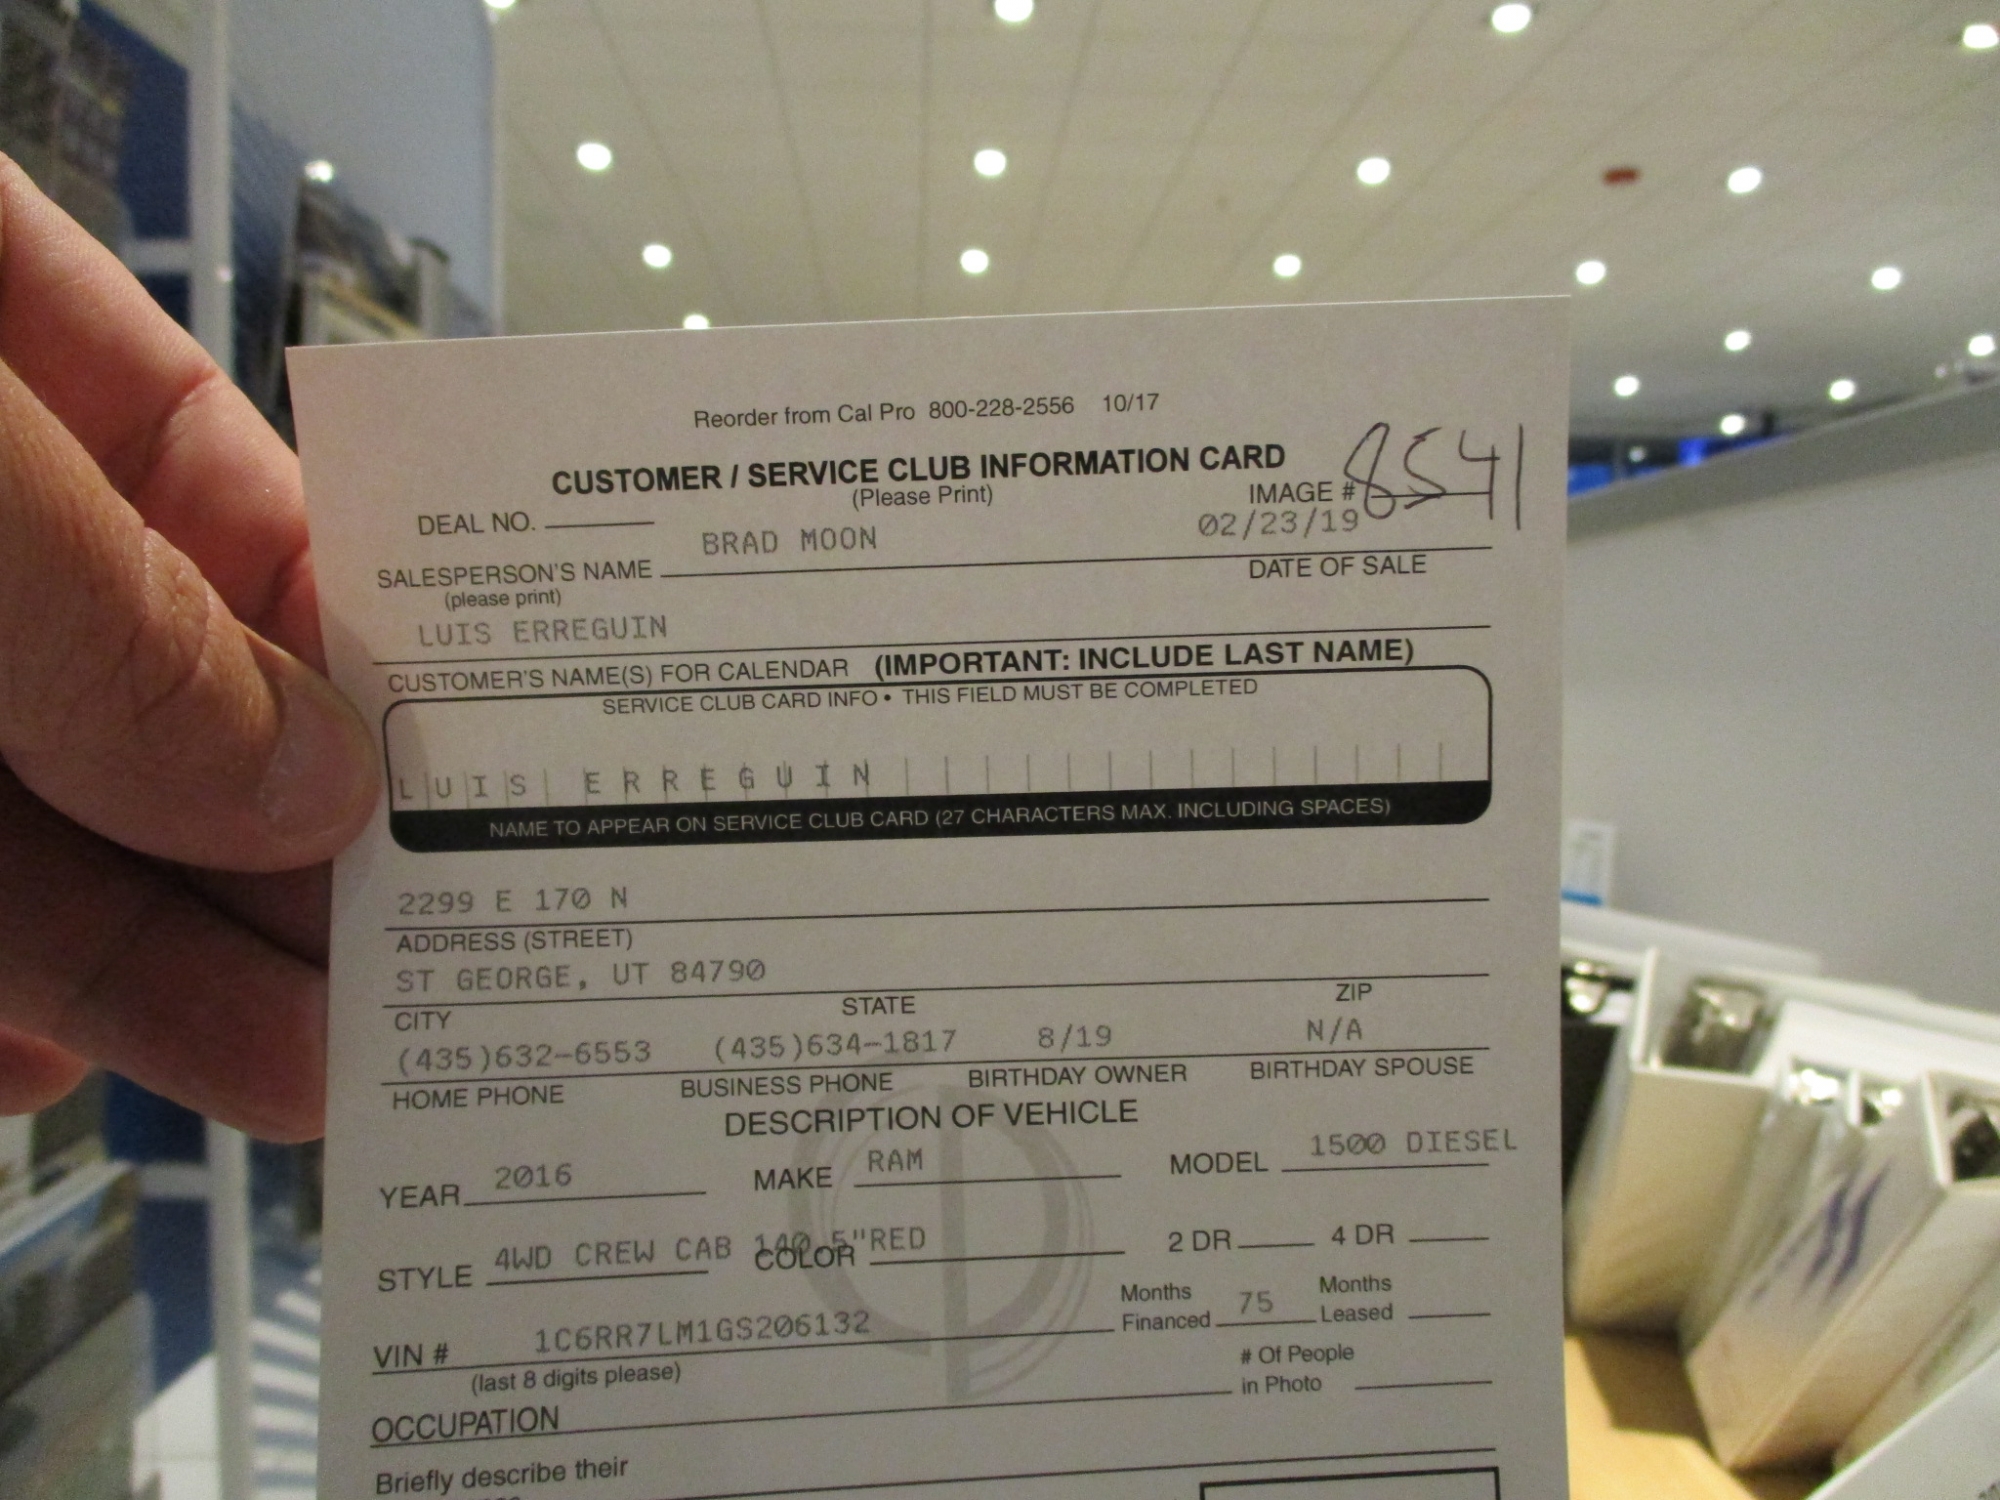 Reorder from Cal Pro 800-228-2556 10/17
CUSTOMER / SERVICE CLUB INFORMATION CARD
(Please Print)
IMAGE # 8541
DEAL NO.
BRAD MOON 02/23/19
SALESPERSON'S NAME DATE OF SALE
(please print)
LUIS ERREGUIN
CUSTOMER'S NAME(S) FOR CALENDAR (IMPORTANT: INCLUDE LAST NAME)
SERVICE CLUB CARD INFO • THIS FIELD MUST BE COMPLETED
LUIS ERREGUIN
NAME TO APPEAR ON SERVICE CLUB CARD (27 CHARACTERS MAX. INCLUDING SPACES)
2299 E 170 N
ADDRESS (STREET)
ST GEORGE, UT 84790
CITY STATE ZIP
(435)632-6553 (435)634-1817 8/19 N/A
HOME PHONE BUSINESS PHONE BIRTHDAY OWNER BIRTHDAY SPOUSE
DESCRIPTION OF VEHICLE
YEAR 2016 MAKE RAM MODEL 1500 DIESEL
STYLE 4WD CREW CAB 140.5" COLOR RED 2 DR 4 DR
Months Financed 75 Months Leased
VIN # 1C6RR7LM1GS206132
(last 8 digits please)
# Of People
in Photo
OCCUPATION
Briefly describe their